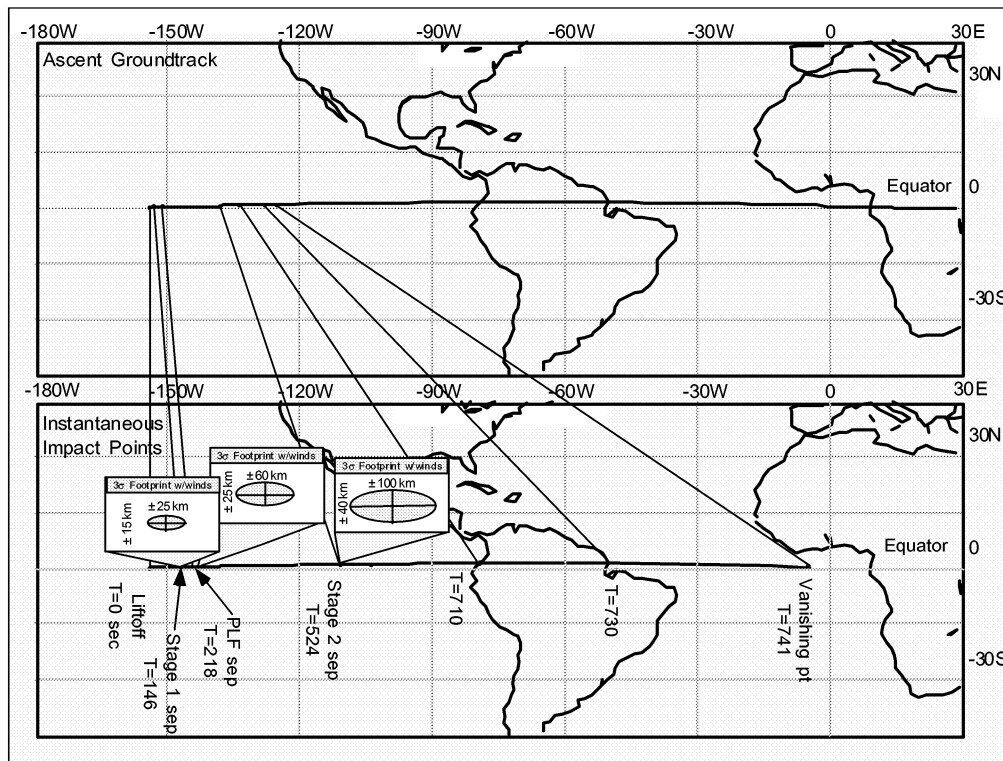 -180W -150W -120W -90W -60W -30W 0 30E
Ascent Groundtrack
30N
Equator 0
-30S
-180W -150W -120W -90W -60W -30W 0 30E
Instantaneous
Impact Points
30N
3σ Footprint w/winds
±60 km
± 25 km
3σ Footprint w/winds
±100 km
± 40 km
3σ Footprint w/winds
±25 km
± 15 km
Equator 0
Liftoff
T=0 sec
Stage 1 sep
T=146
PLF sep
T=218
Stage 2 sep
T=524
T=710
T=730
Vanishing pt
T=741
-30S